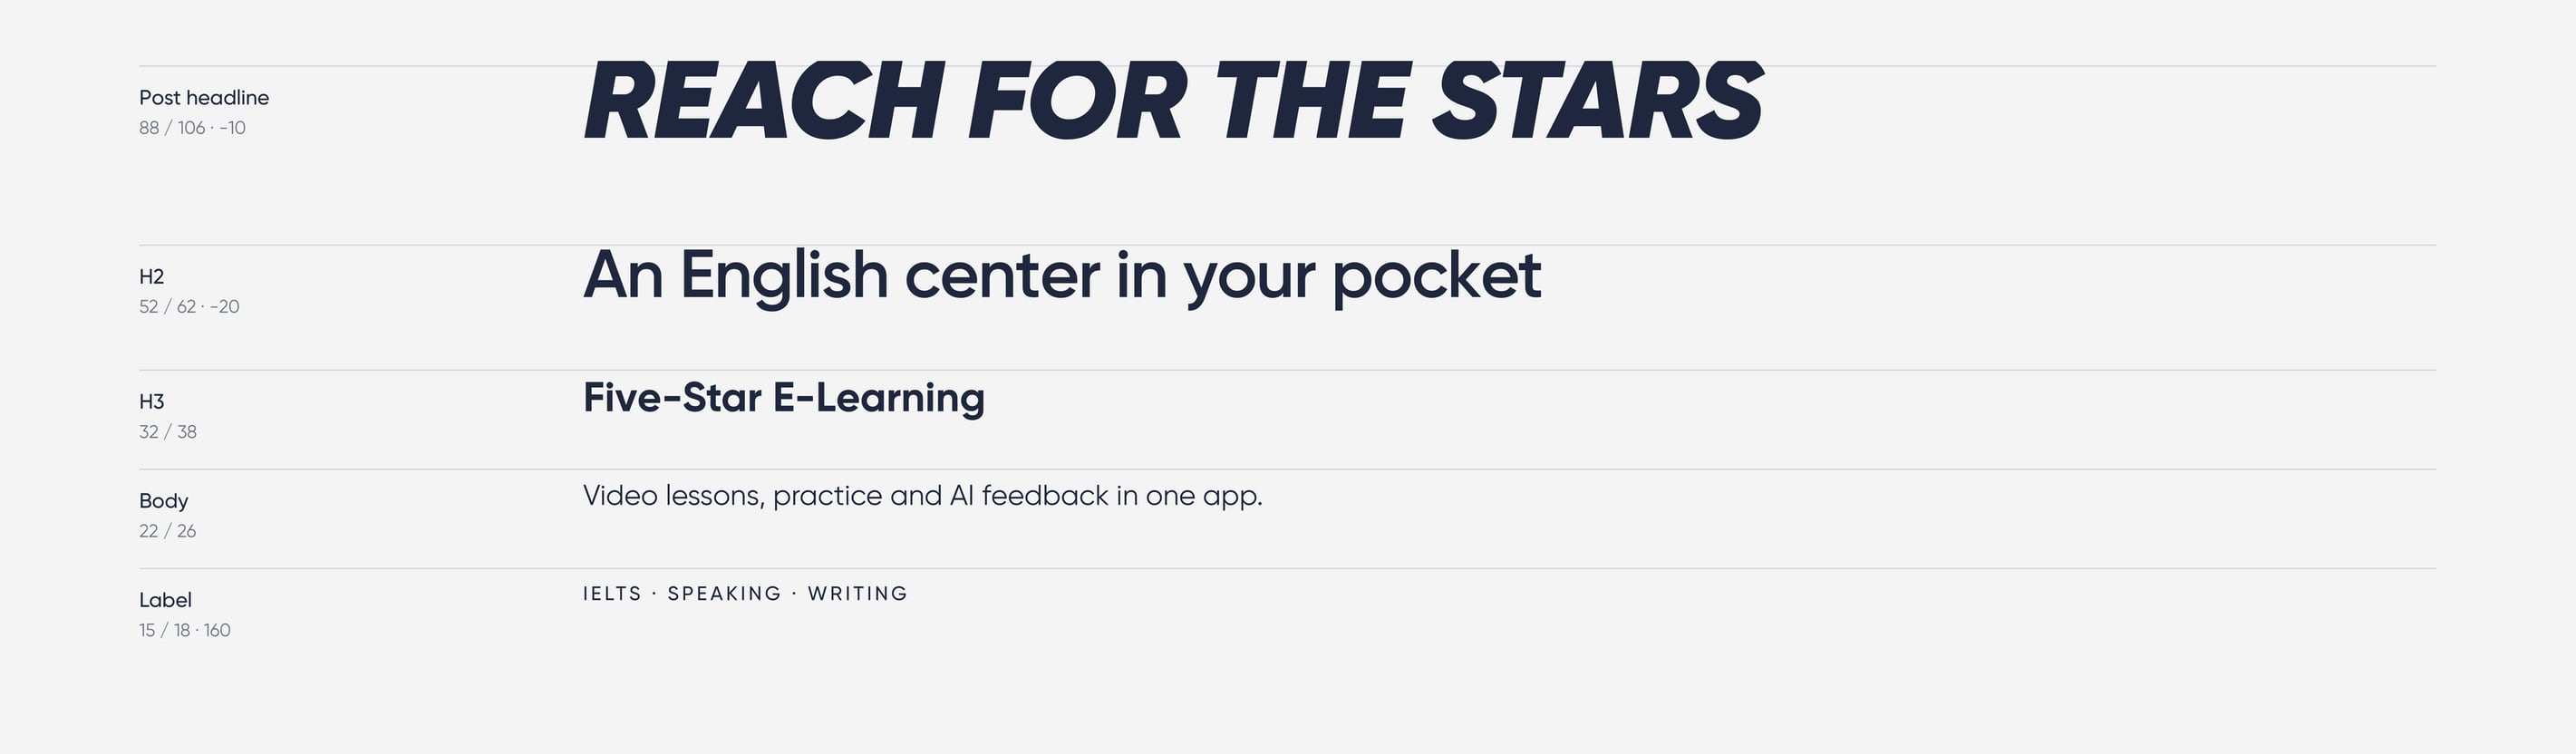 Post headline
88 / 106 · -10
REACH FOR THE STARS
H2
52 / 62 · -20
An English center in your pocket
H3
32 / 38
Five-Star E-Learning
Body
22 / 26
Video lessons, practice and AI feedback in one app.
Label
15 / 18 · 160
IELTS · SPEAKING · WRITING